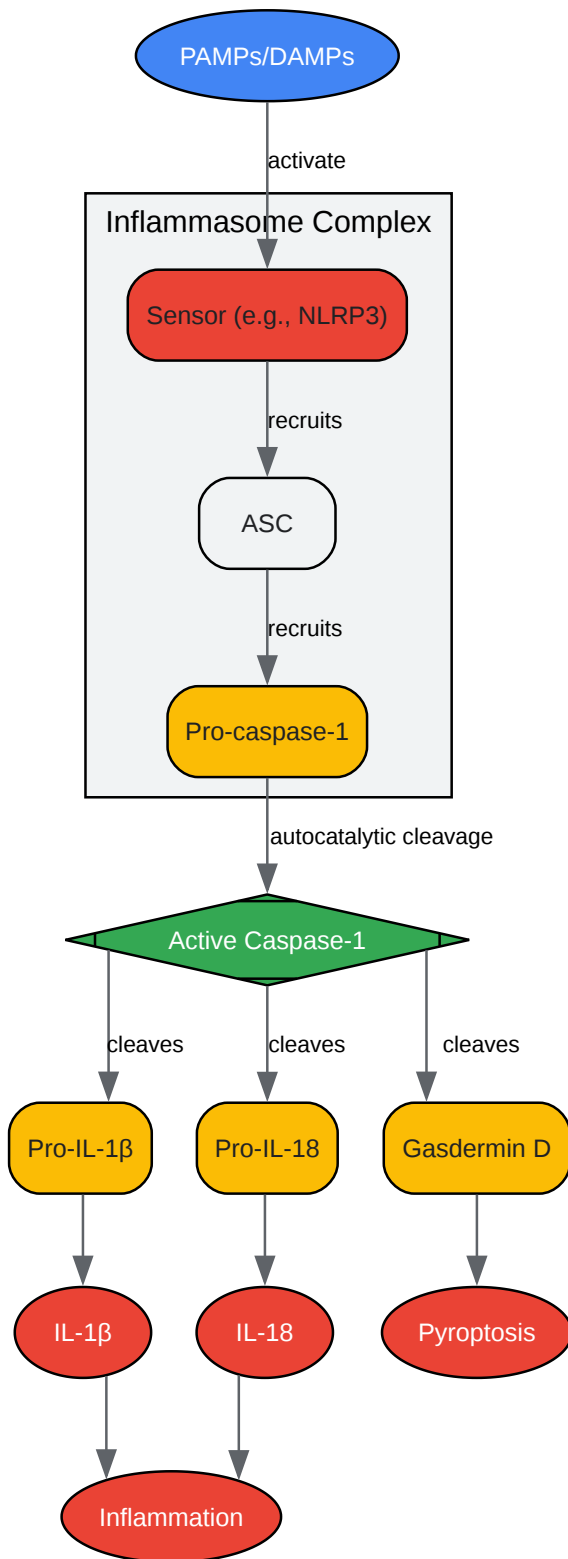 PAMPs/DAMPs
activate
Inflammasome Complex
Sensor (e.g., NLRP3)
recruits
ASC
recruits
Pro-caspase-1
autocatalytic cleavage
Active Caspase-1
cleaves
cleaves
cleaves
Pro-IL-1β
Pro-IL-18
Gasdermin D
IL-1β
IL-18
Pyroptosis
Inflammation